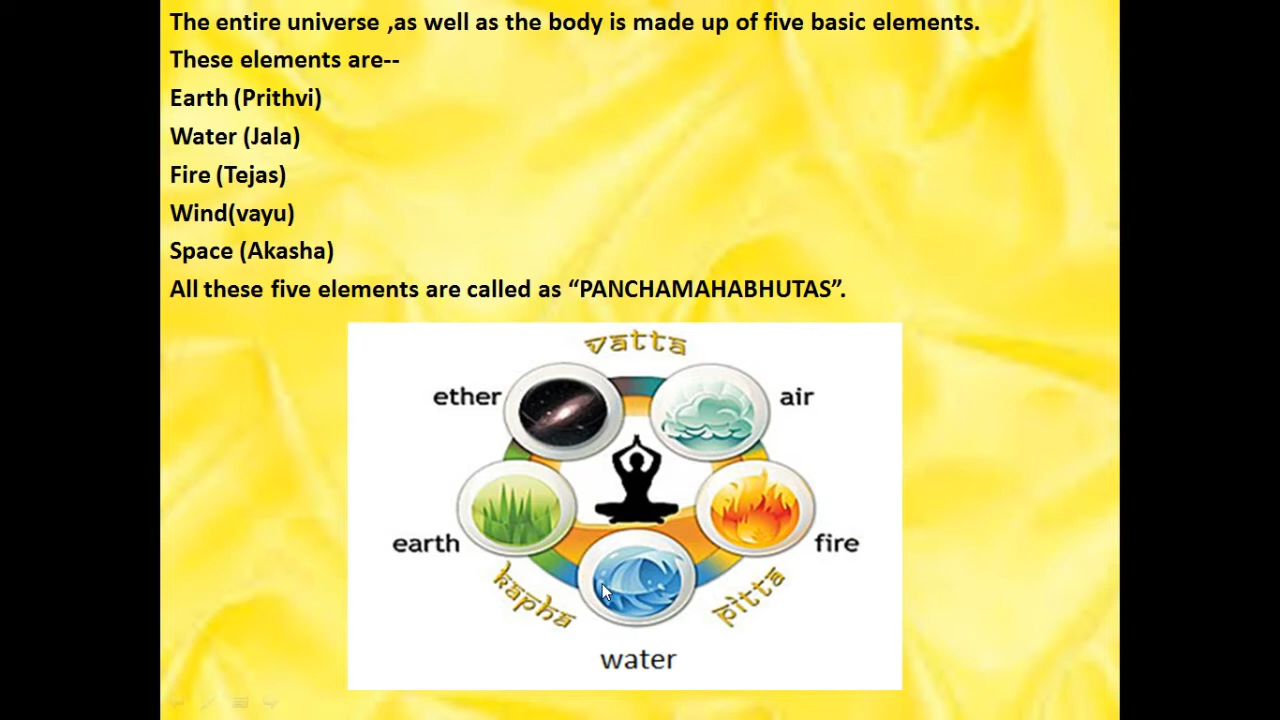 The entire universe ,as well as the body is made up of five basic elements.
These elements are--
Earth (Prithvi)
Water (Jala)
Fire (Tejas)
Wind(vayu)
Space (Akasha)
All these five elements are called as “PANCHAMAHABHUTAS”.
vatta
ether
air
earth
fire
kapha
pitta
water